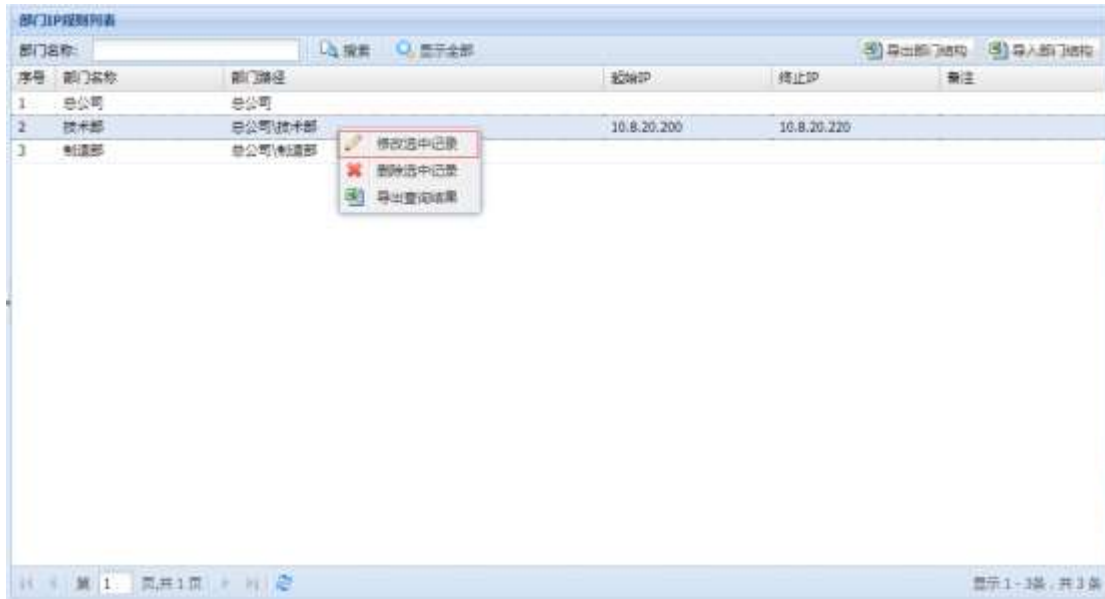 部门IP规则列表
部门名称: 搜索 显示全部 导出部门结构 导入部门结构
序号 部门名称 部门路径 起始IP 终止IP 备注
1 总公司 总公司
2 技术部 总公司\技术部 10.8.20.200 10.8.20.220
3 制造部 总公司\制造部
修改选中记录
删除选中记录
导出查询结果
第 1 页,共 1 页 显示 1 - 3条，共 3 条